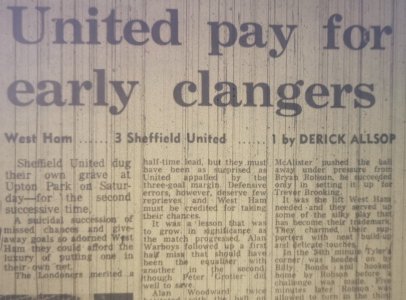 United pay for
early clangers
West Ham ...... 3 Sheffield United ........ 1 by DERICK ALLSOP
Sheffield United dug
their own grave at
Upton Park on Satur-
day—for the second
successive time.
A suicidal succession of
missed chances and give-
away goals so adorned West
Ham they could afford the
luxury of putting one in
their own net.
The Londoners merited a
half-time lead, but they must
have been as surprised as
United appalled by the
three-goal margin. Defensive
errors, however, deserve few
reprieves and West Ham
must be credited for taking
their chances.
It was a lesson that was
to grow in significance as
the match progressed. Alan
Warboys followed up a first
half miss that should have
been the equaliser with
another in the second,
though Peter Grotier did
well to save.
Alan Woodward twice
McAlister pushed the ball
away under pressure from
Bryan Robson, he succeeded
only in setting it up for
Trevor Brooking.
It was the lift West Ham
needed and they served up
some of the silky play that
has become their trademark.
They charmed their sup-
porters with neat build-up
and delicate touches.
In the 36th minute Tyler's
corner was headed on by
Billy Bonds and hooked
home by Robson before a
challenge was made. Five
minutes later Robson was